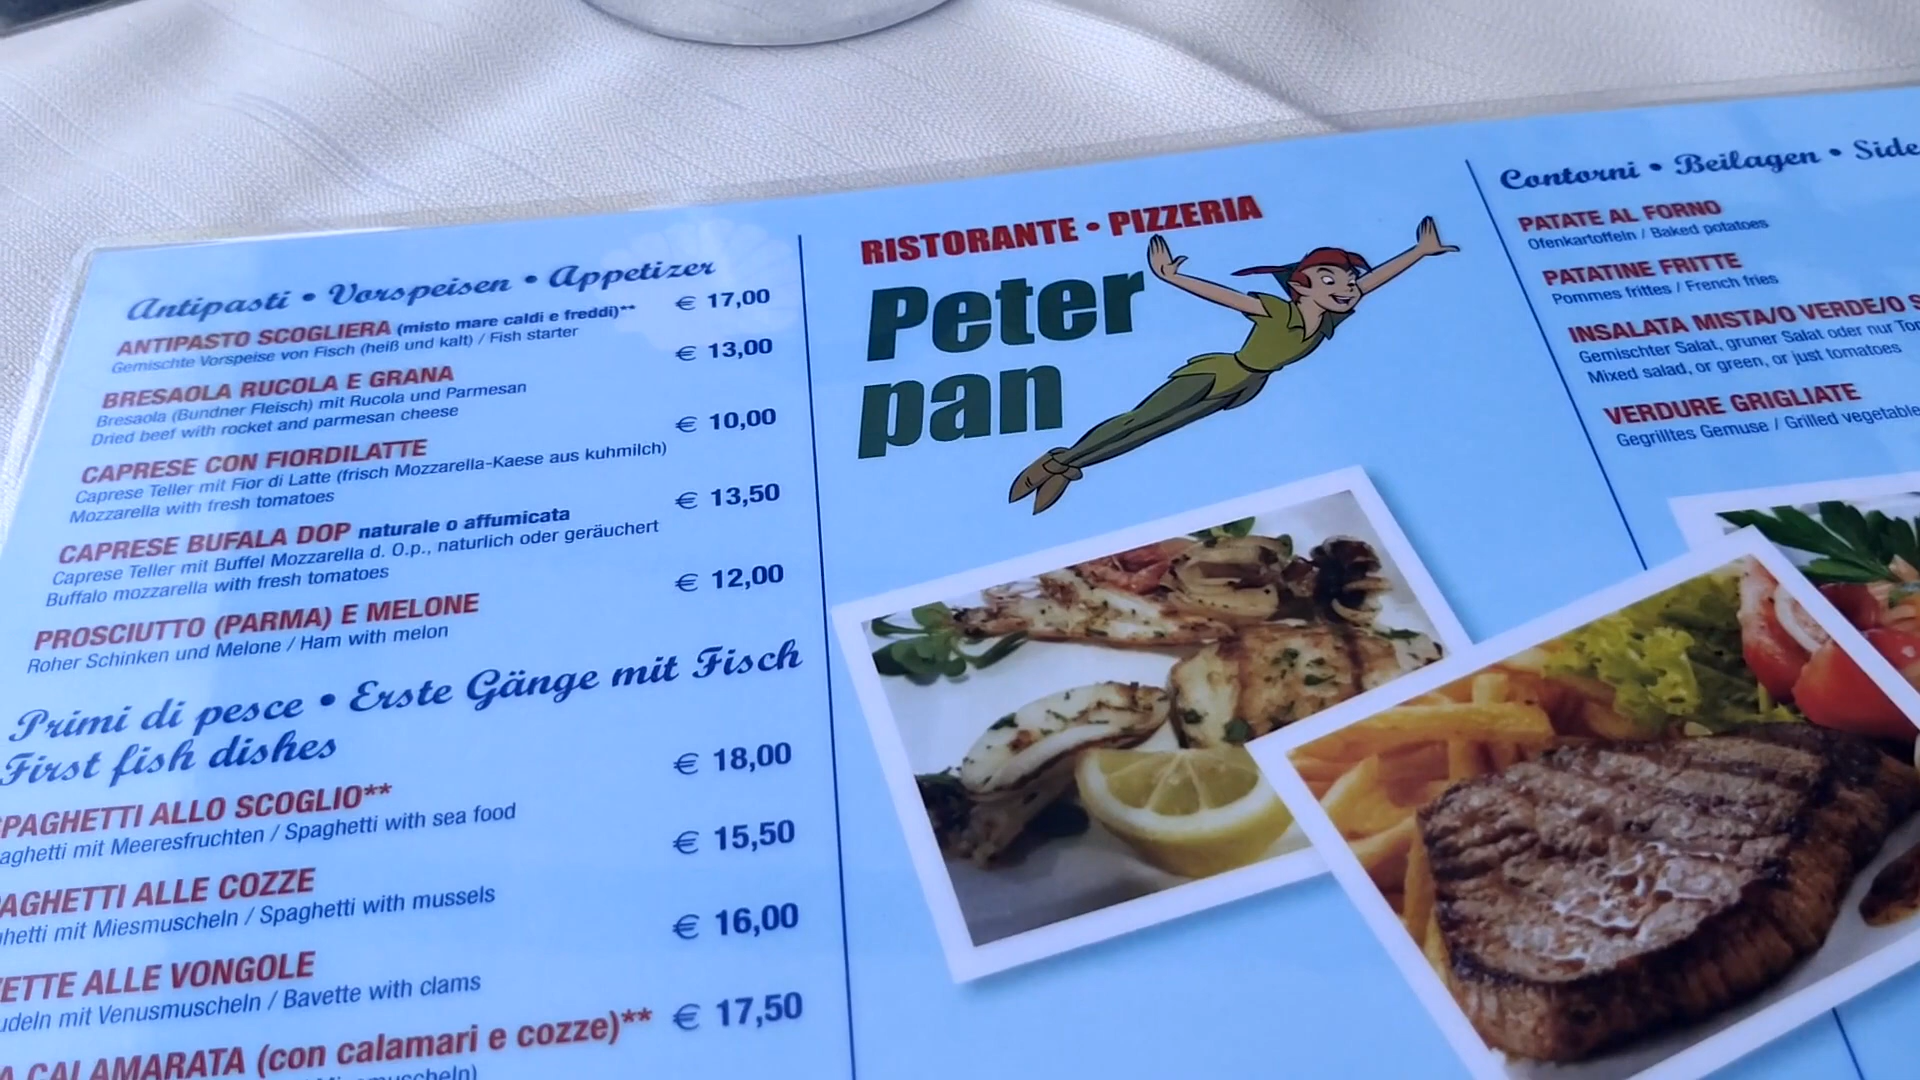 Antipasti • Vorspeisen • Appetizer
ANTIPASTO SCOGLIERA (misto mare caldi e freddi)** € 17,00
Gemischte Vorspeise von Fisch (heiß und kalt) / Fish starter
BRESAOLA RUCOLA E GRANA € 13,00
Bresaola (Bundner Fleisch) mit Rucola und Parmesan
Dried beef with rocket and parmesan cheese
CAPRESE CON FIORDILATTE € 10,00
Caprese Teller mit Fior di Latte (frisch Mozzarella-Kaese aus kuhmilch)
Mozzarella with fresh tomatoes
CAPRESE BUFALA DOP naturale o affumicata € 13,50
Caprese Teller mit Buffel Mozzarella d. O.p., naturlich oder geräuchert
Buffalo mozzarella with fresh tomatoes
PROSCIUTTO (PARMA) E MELONE € 12,00
Roher Schinken und Melone / Ham with melon
Primi di pesce • Erste Gänge mit Fisch
First fish dishes
SPAGHETTI ALLO SCOGLIO** € 18,00
aghetti mit Meeresfruchten / Spaghetti with sea food
AGHETTI ALLE COZZE € 15,50
hetti mit Miesmuscheln / Spaghetti with mussels
ETTE ALLE VONGOLE € 16,00
udeln mit Venusmuscheln / Bavette with clams
A CALAMARATA (con calamari e cozze)** € 17,50
RISTORANTE • PIZZERIA
Peter
pan
Contorni • Beilagen • Side
PATATE AL FORNO
Ofenkartoffeln / Baked potatoes
PATATINE FRITTE
Pommes frittes / French fries
INSALATA MISTA/O VERDE/O S
Gemischter Salat, gruner Salat oder nur Tom
Mixed salad, or green, or just tomatoes
VERDURE GRIGLIATE
Gegrilltes Gemuse / Grilled vegetable